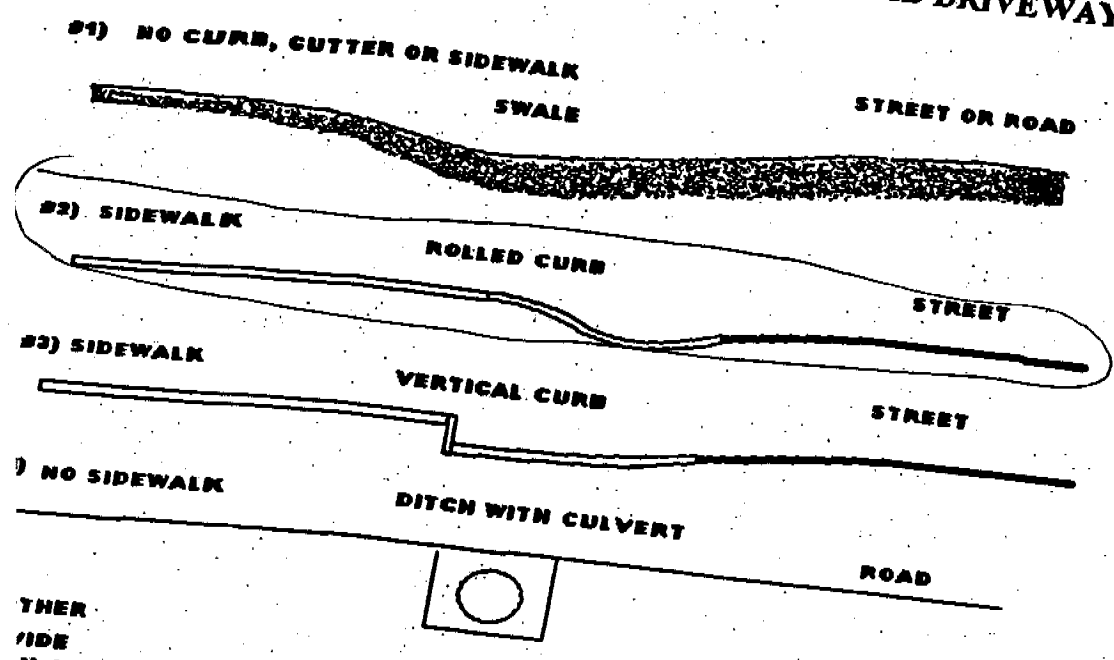 DRIVEWAY
#1) NO CURB, GUTTER OR SIDEWALK
SWALE
STREET OR ROAD
#2) SIDEWALK
ROLLED CURB
STREET
#3) SIDEWALK
VERTICAL CURB
STREET
) NO SIDEWALK
DITCH WITH CULVERT
ROAD
THER
VIDE